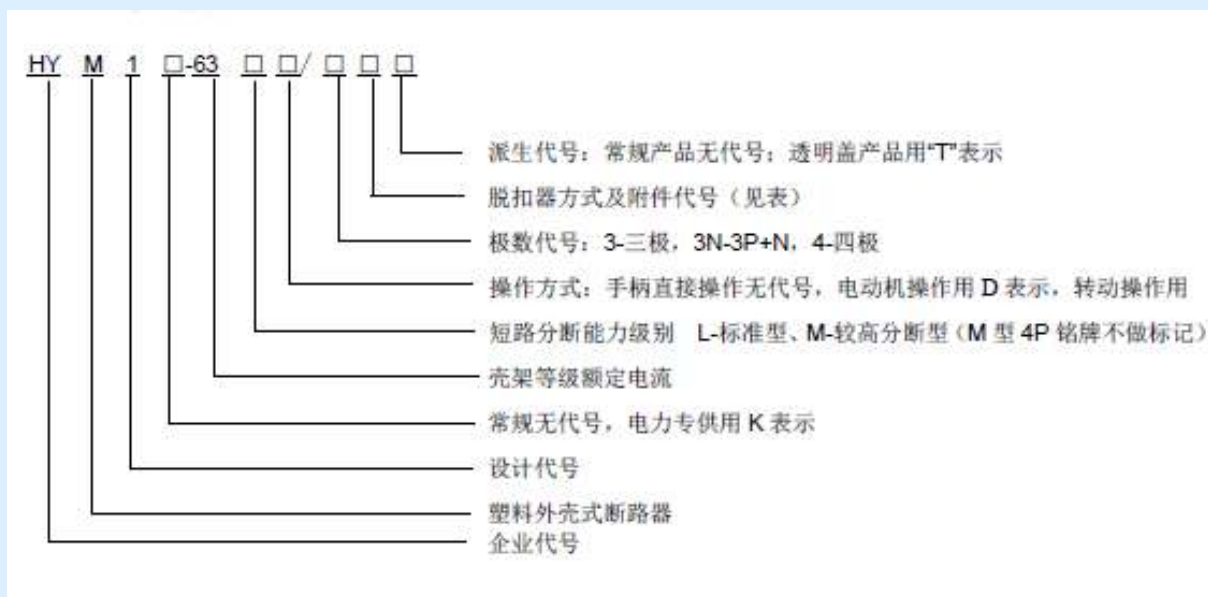 HY M 1 □-63 □ □/ □ □ □
派生代号：常规产品无代号；透明盖产品用“T”表示
脱扣器方式及附件代号（见表）
极数代号：3-三极，3N-3P+N，4-四极
操作方式：手柄直接操作无代号，电动机操作用 D 表示，转动操作用
短路分断能力级别 L-标准型、M-较高分断型（M 型 4P 铭牌不做标记）
壳架等级额定电流
常规无代号，电力专供用 K 表示
设计代号
塑料外壳式断路器
企业代号